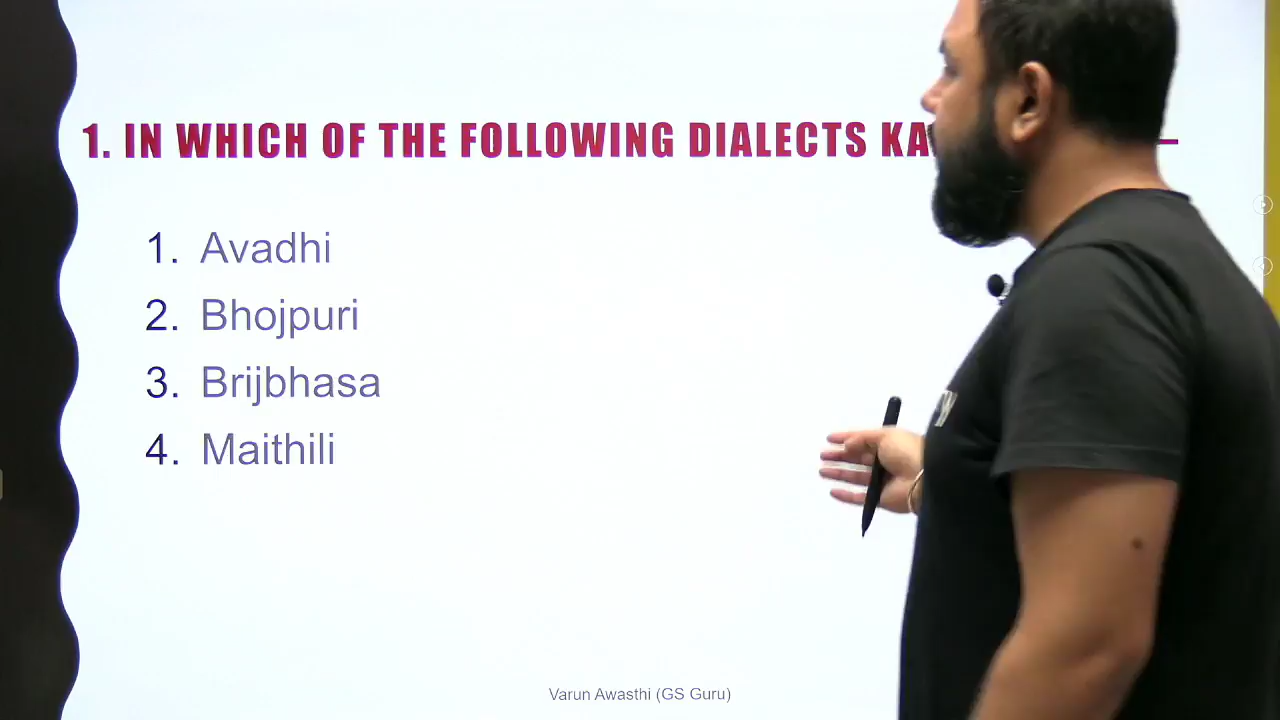 1. IN WHICH OF THE FOLLOWING DIALECTS
1. Avadhi
2. Bhojpuri
3. Brijbhasa
4. Maithili
Varun Awasthi (GS Guru)